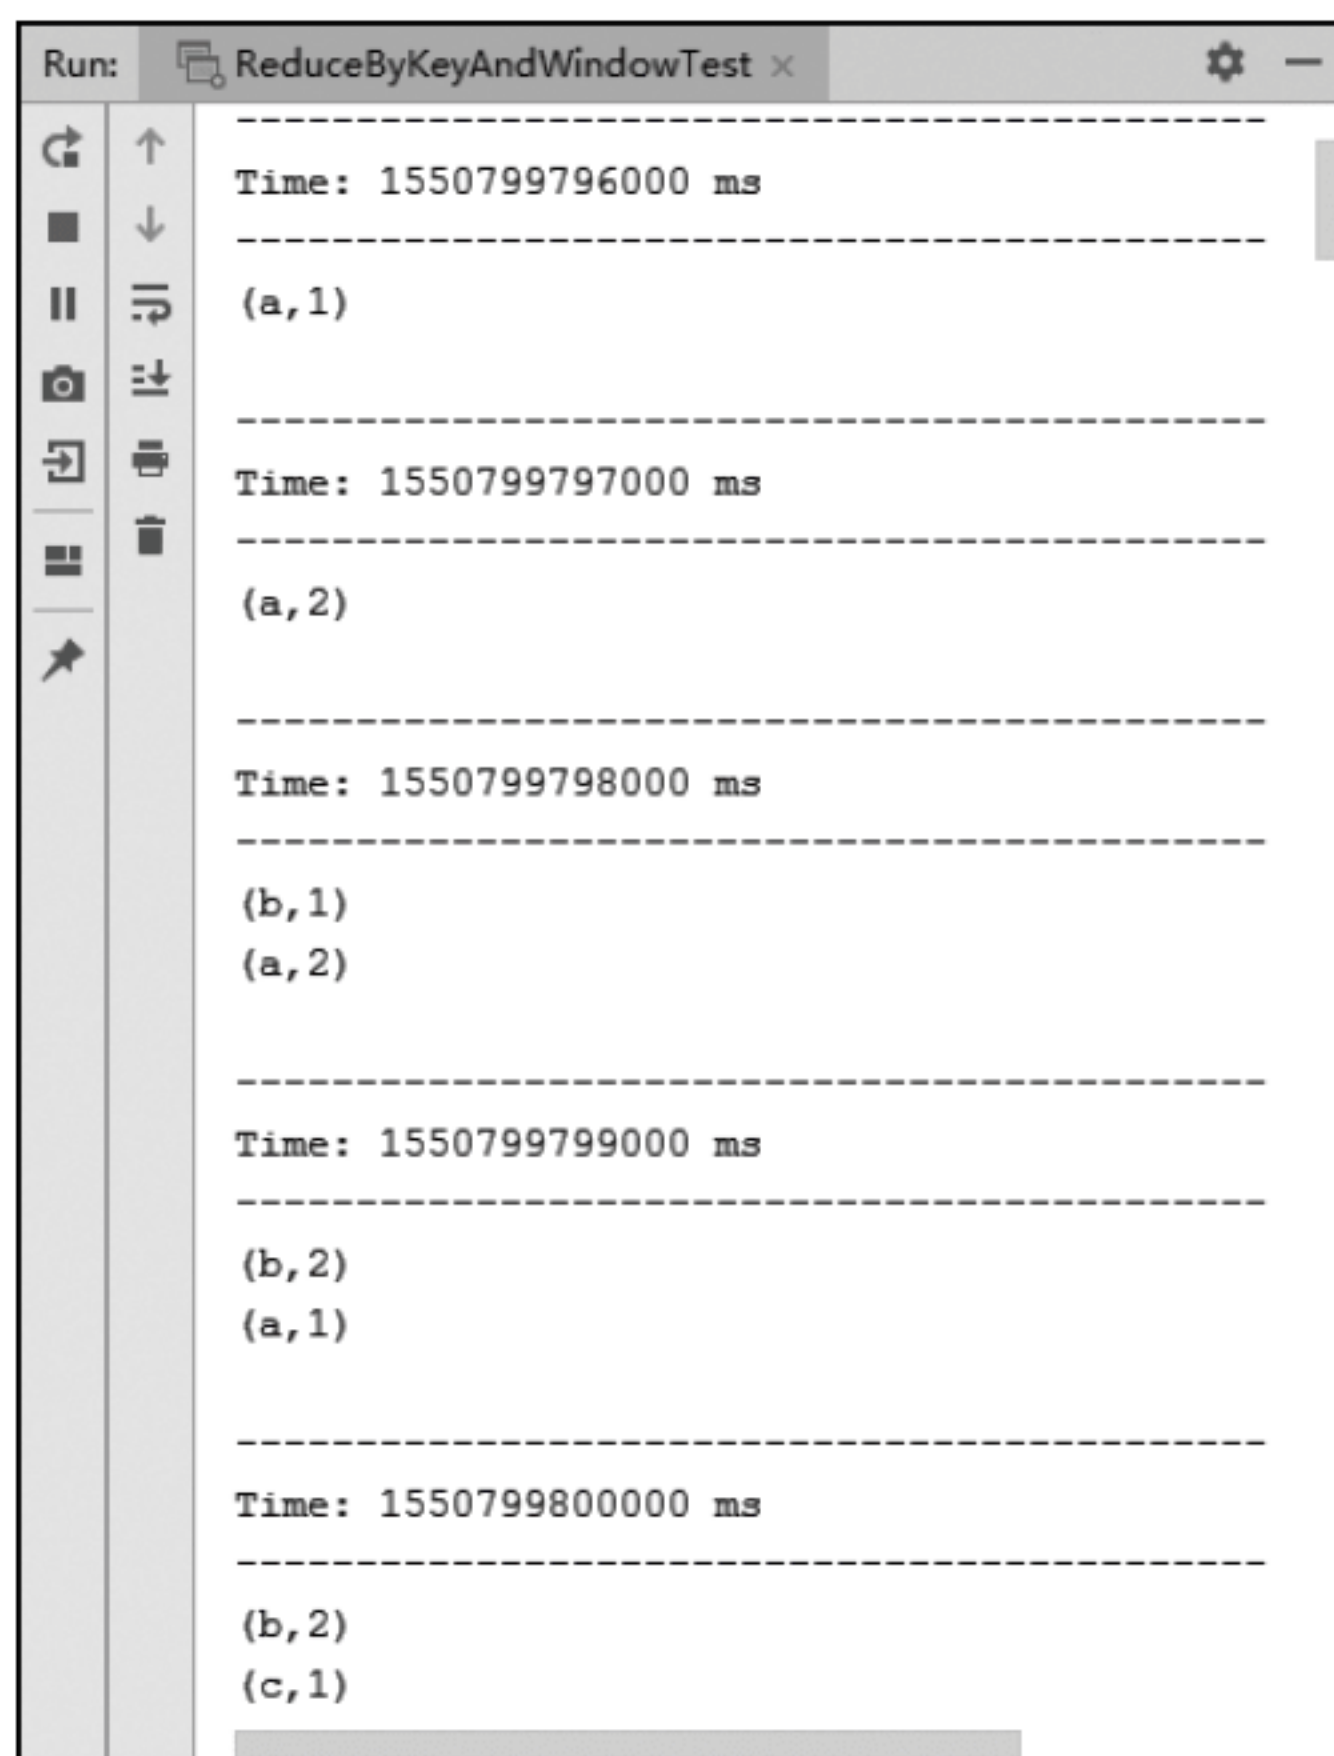 Run: ReduceByKeyAndWindowTest ×
-------------------------------------------
Time: 1550799796000 ms
-------------------------------------------
(a,1)
-------------------------------------------
Time: 1550799797000 ms
-------------------------------------------
(a,2)
-------------------------------------------
Time: 1550799798000 ms
-------------------------------------------
(b,1)
(a,2)
-------------------------------------------
Time: 1550799799000 ms
-------------------------------------------
(b,2)
(a,1)
-------------------------------------------
Time: 1550799800000 ms
-------------------------------------------
(b,2)
(c,1)